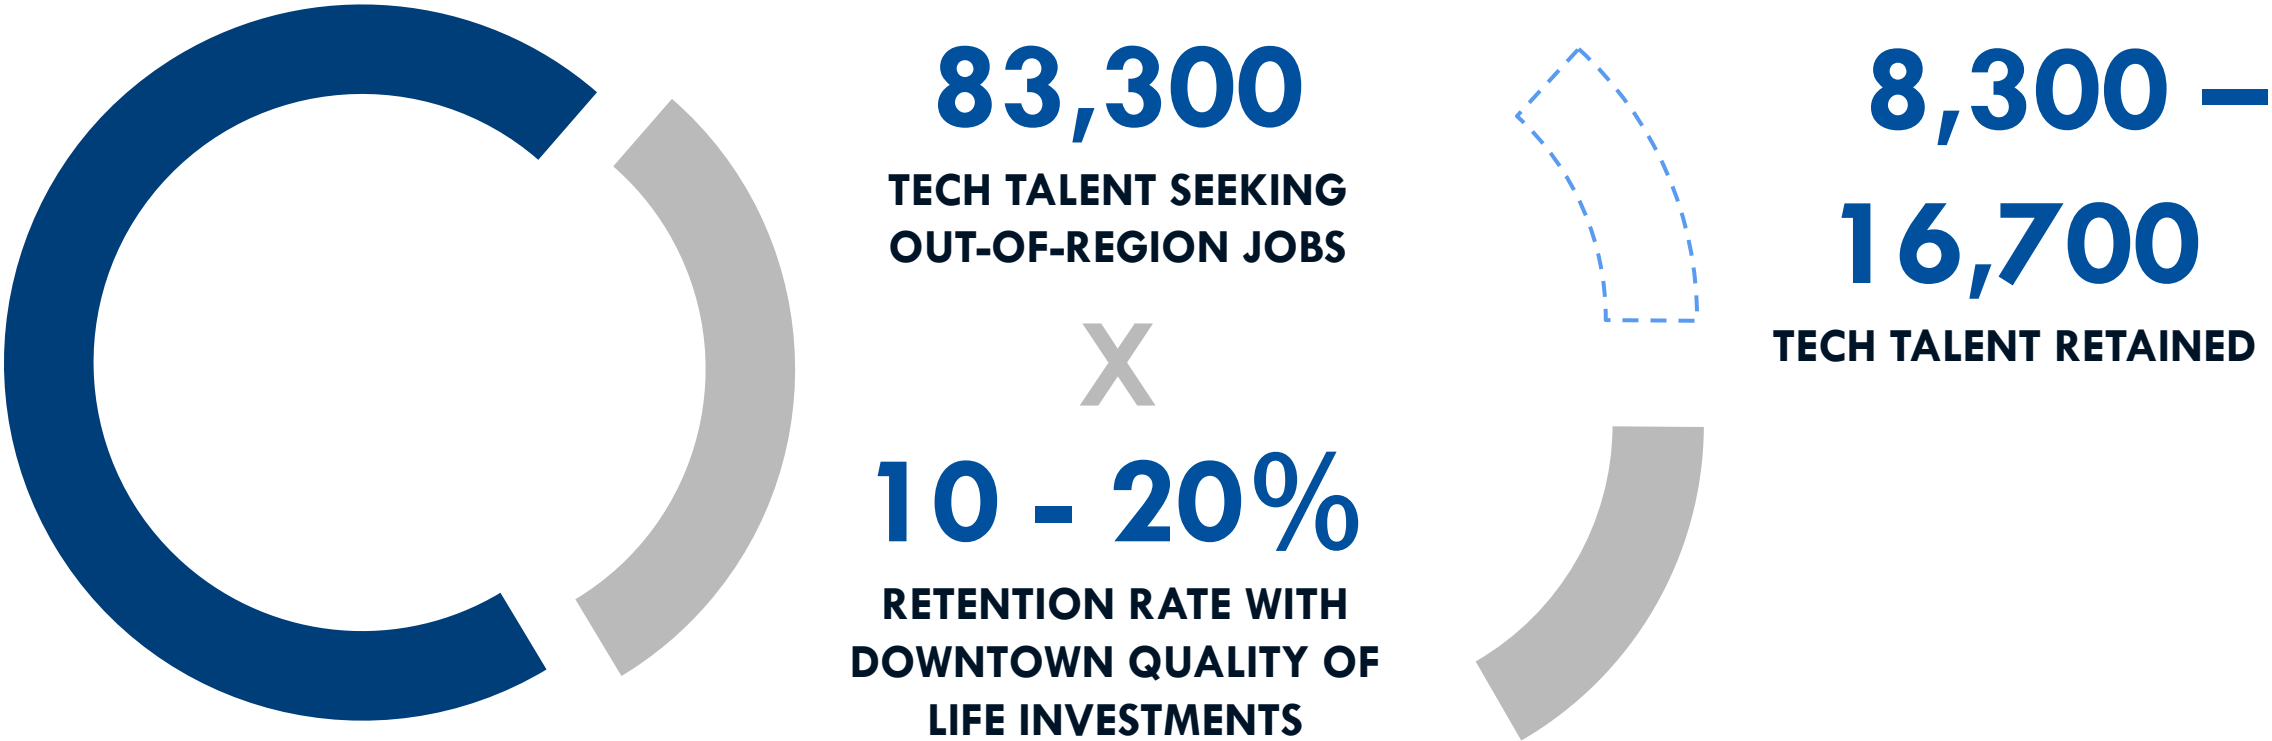 83,300
TECH TALENT SEEKING
OUT-OF-REGION JOBS
X
10 - 20%
RETENTION RATE WITH
DOWNTOWN QUALITY OF
LIFE INVESTMENTS
8,300 –
16,700
TECH TALENT RETAINED